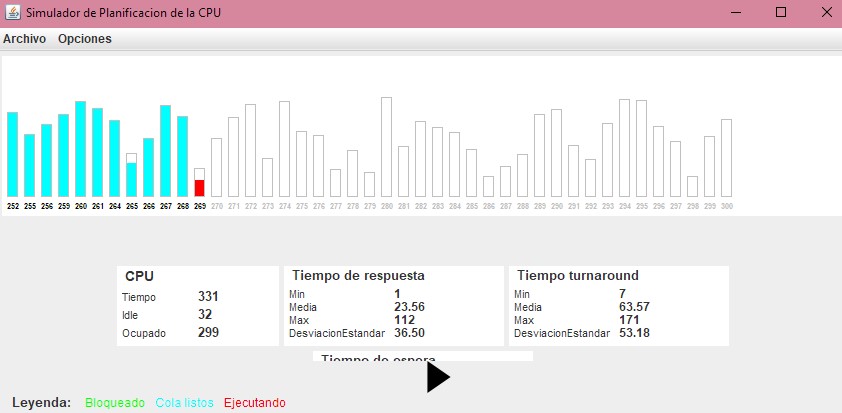 Simulador de Planificacion de la CPU
Archivo Opciones
252 255 256 259 260 261 264 265 266 267 268 269 270 271 272 273 274 275 276 277 278 279 280 281 282 283 284 285 286 287 288 289 290 291 292 293 294 295 296 297 298 299 300
CPU
Tiempo 331
Idle 32
Ocupado 299
Tiempo de respuesta
Min 1
Media 23.56
Max 112
DesviacionEstandar 36.50
Tiempo turnaround
Min 7
Media 63.57
Max 171
DesviacionEstandar 53.18
Tiempo de espera
Leyenda: Bloqueado Cola listos Ejecutando